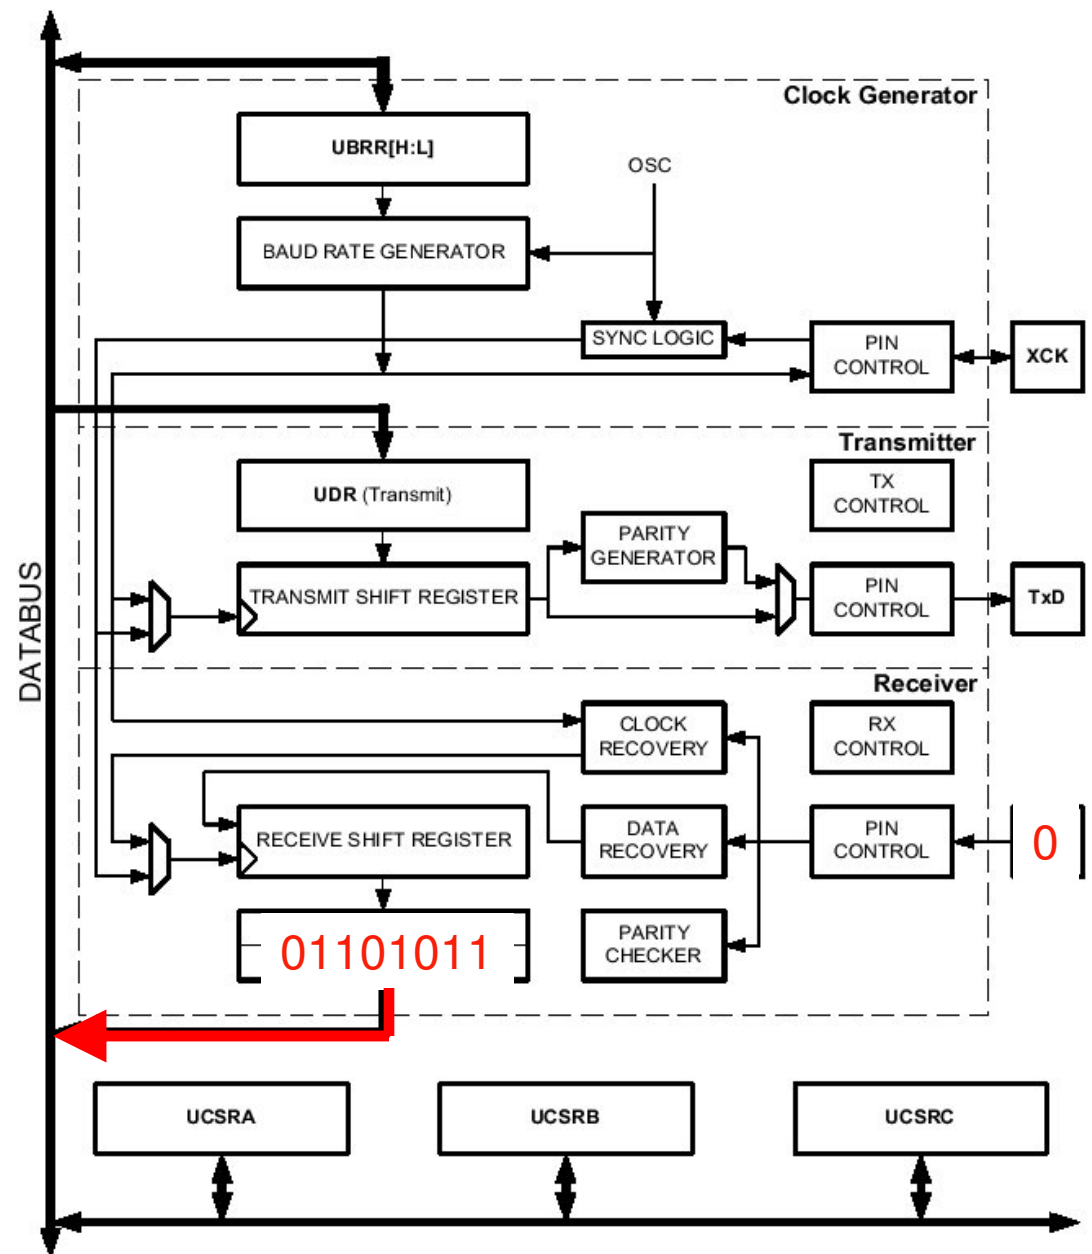 Clock Generator
UBRR[H:L]
OSC
BAUD RATE GENERATOR
SYNC LOGIC
PIN
CONTROL
XCK
Transmitter
UDR (Transmit)
TX
CONTROL
PARITY
GENERATOR
TRANSMIT SHIFT REGISTER
PIN
CONTROL
TxD
DATABUS
Receiver
CLOCK
RECOVERY
RX
CONTROL
RECEIVE SHIFT REGISTER
DATA
RECOVERY
PIN
CONTROL
0
01101011
PARITY
CHECKER
UCSRA
UCSRB
UCSRC